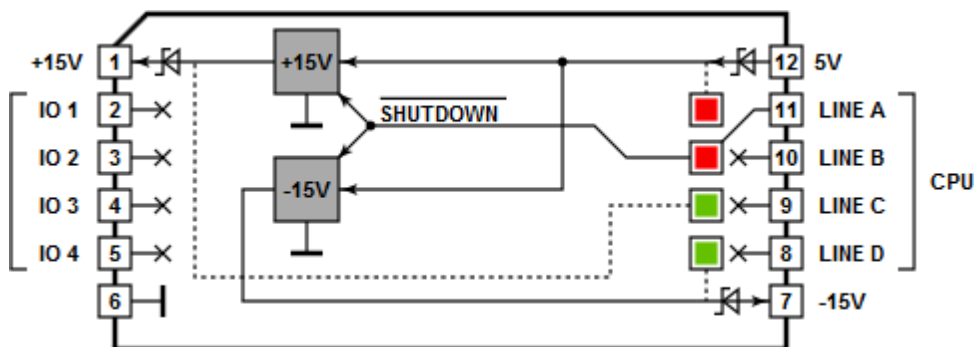 +15V 1 +15V 12 5V
IO 1 2 SHUTDOWN 11 LINE A
IO 2 3 10 LINE B
-15V CPU
IO 3 4 9 LINE C
IO 4 5 8 LINE D
6 7 -15V